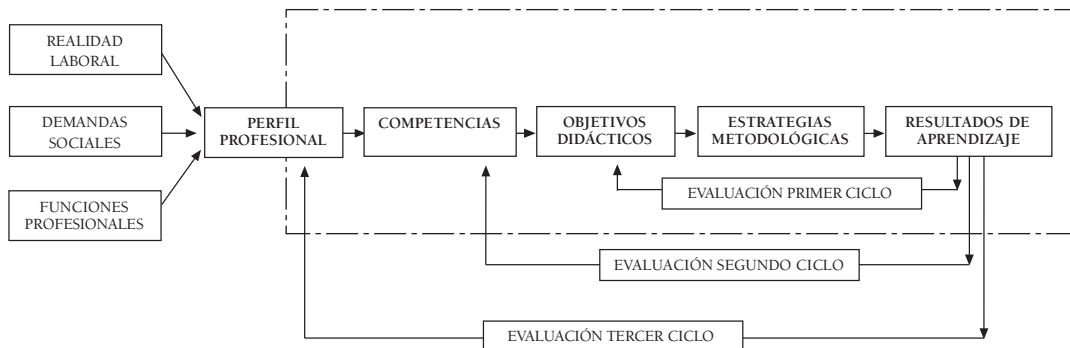 REALIDAD
LABORAL
DEMANDAS
SOCIALES
FUNCIONES
PROFESIONALES
PERFIL
PROFESIONAL
COMPETENCIAS
OBJETIVOS
DIDÁCTICOS
ESTRATEGIAS
METODOLÓGICAS
RESULTADOS DE
APRENDIZAJE
EVALUACIÓN PRIMER CICLO
EVALUACIÓN SEGUNDO CICLO
EVALUACIÓN TERCER CICLO